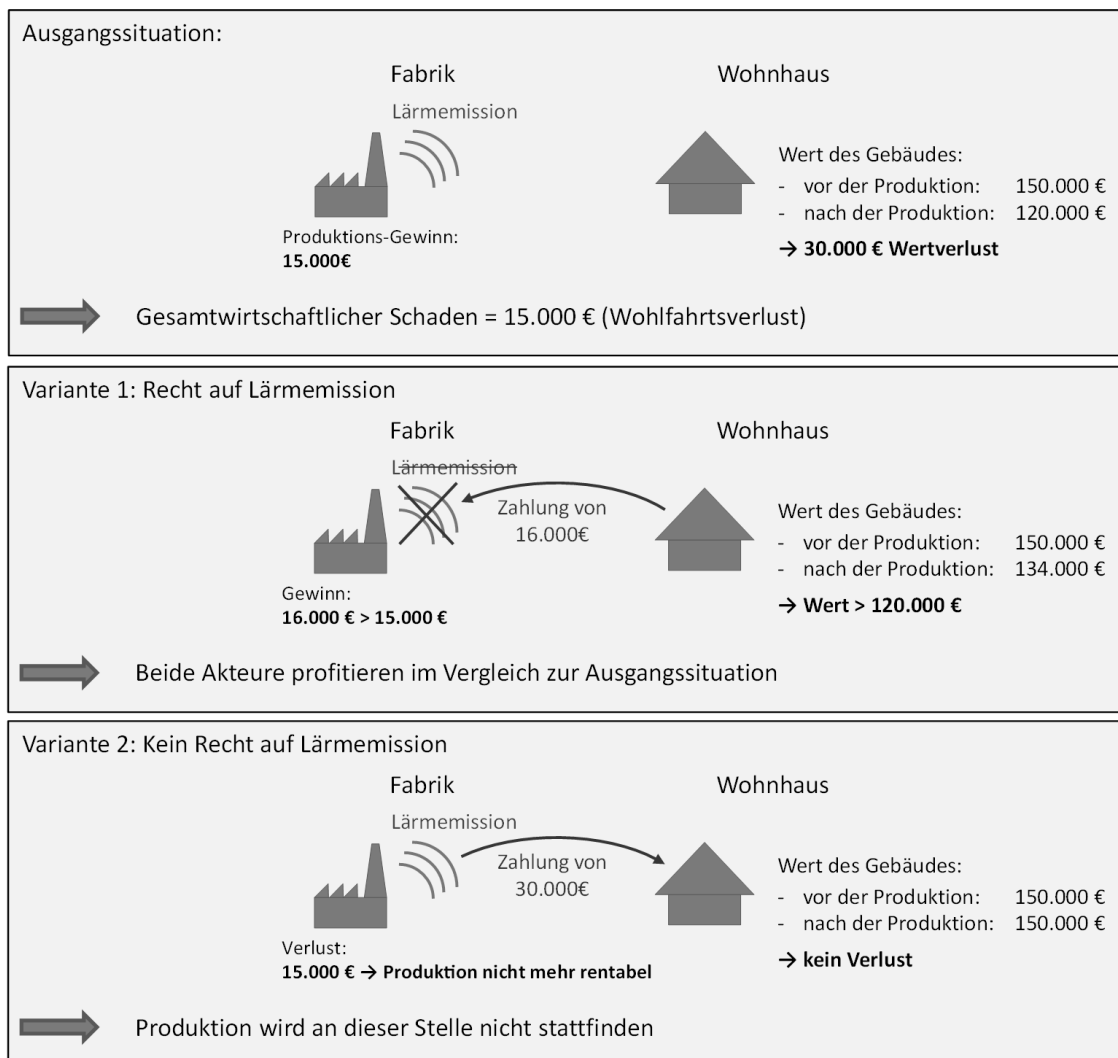 Ausgangssituation:
Fabrik
Wohnhaus
Lärmemission
Wert des Gebäudes:
- vor der Produktion: 150.000 €
- nach der Produktion: 120.000 €
→ 30.000 € Wertverlust
Produktions-Gewinn:
15.000€
Gesamtwirtschaftlicher Schaden = 15.000 € (Wohlfahrtsverlust)
Variante 1: Recht auf Lärmemission
Fabrik
Wohnhaus
Lärmemission
Zahlung von
16.000€
Wert des Gebäudes:
- vor der Produktion: 150.000 €
- nach der Produktion: 134.000 €
→ Wert > 120.000 €
Gewinn:
16.000 € > 15.000 €
Beide Akteure profitieren im Vergleich zur Ausgangssituation
Variante 2: Kein Recht auf Lärmemission
Fabrik
Wohnhaus
Lärmemission
Zahlung von
30.000€
Wert des Gebäudes:
- vor der Produktion: 150.000 €
- nach der Produktion: 150.000 €
→ kein Verlust
Verlust:
15.000 € → Produktion nicht mehr rentabel
Produktion wird an dieser Stelle nicht stattfinden